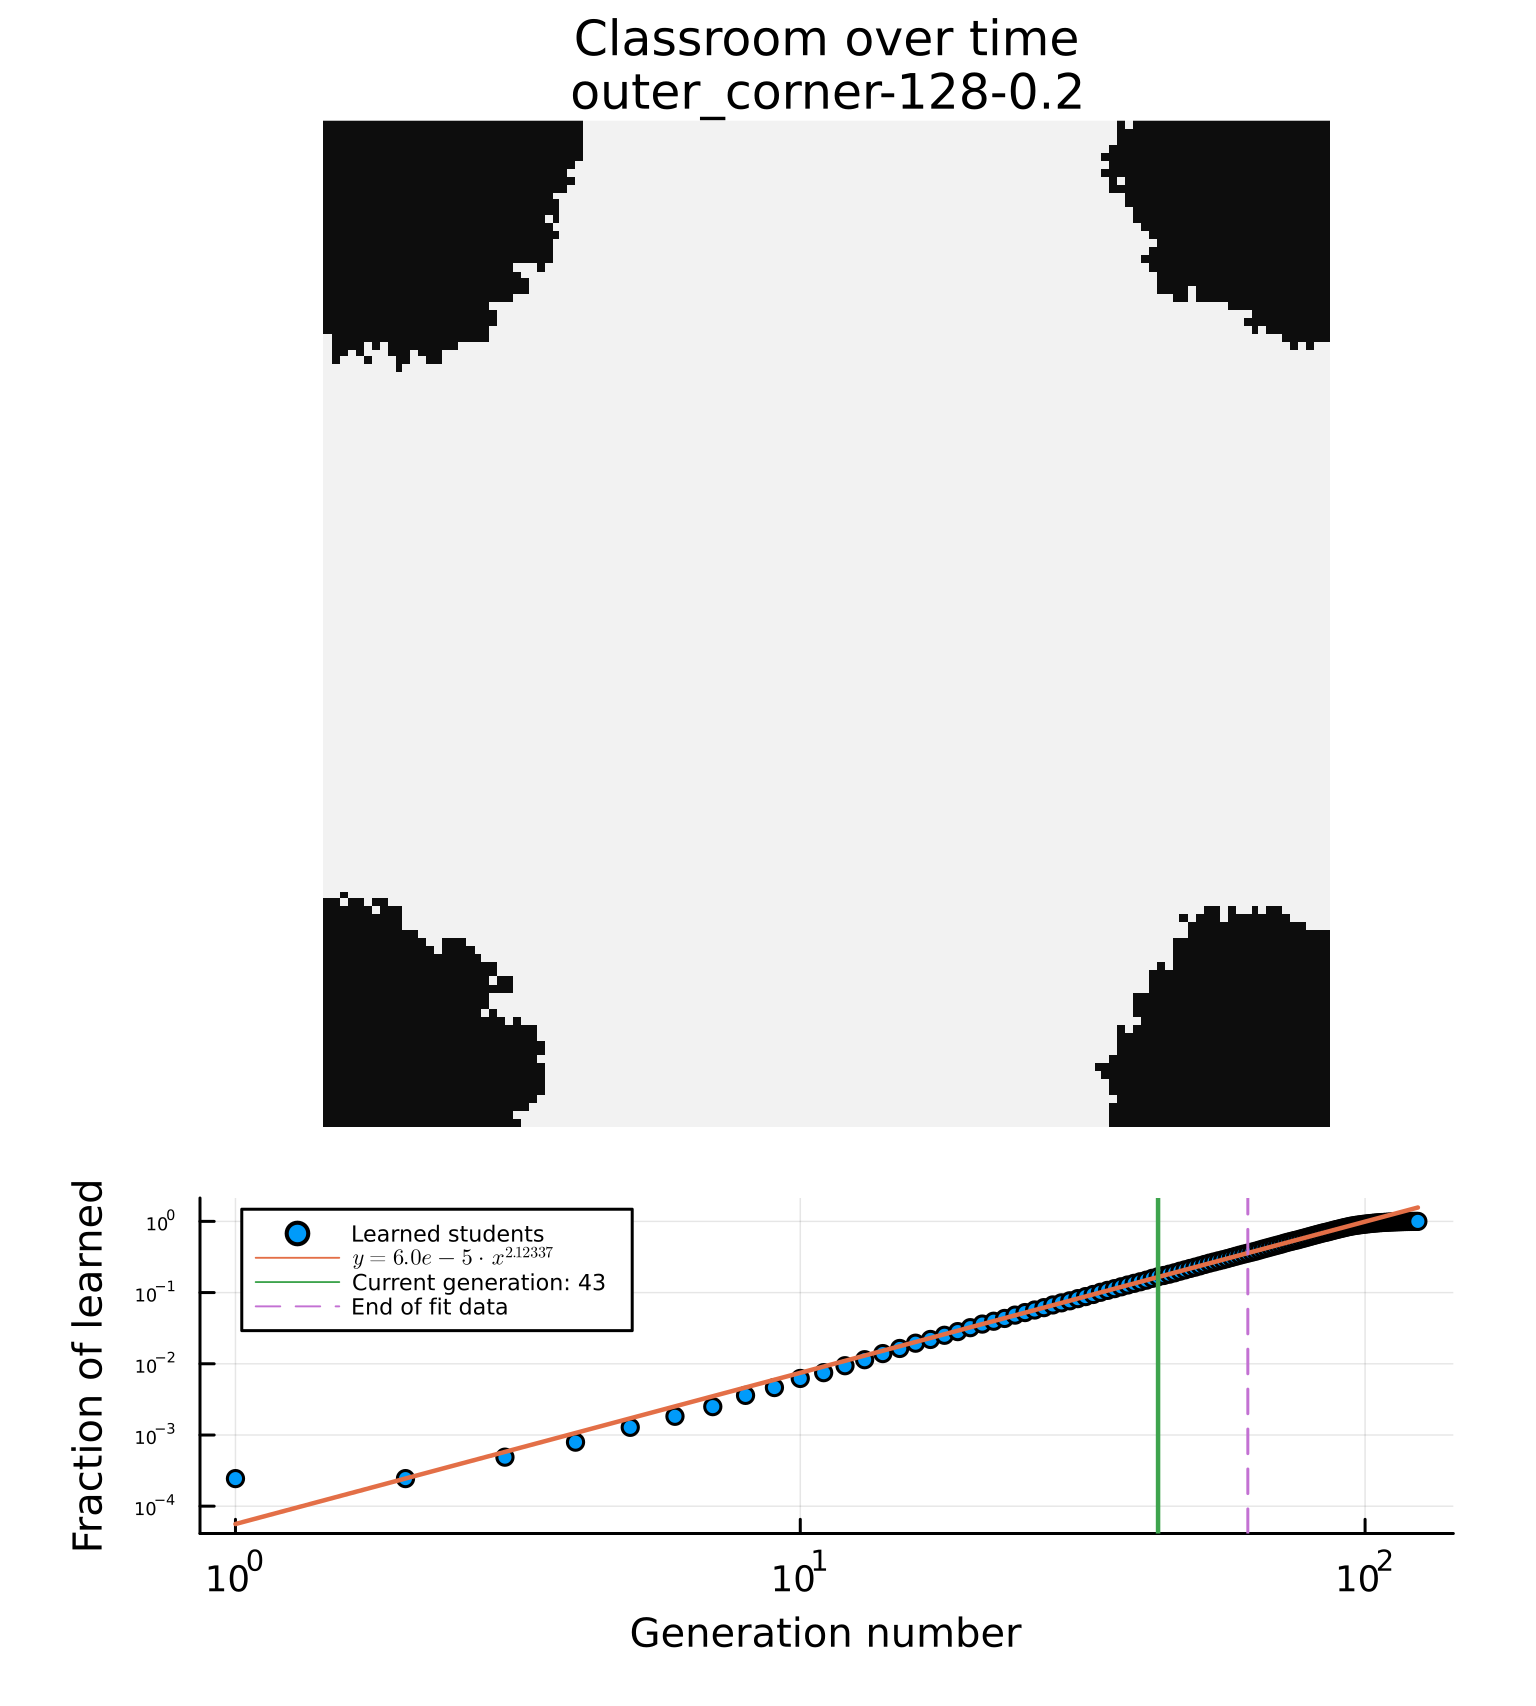 Classroom over time
outer_corner-128-0.2
Fraction of learned
10^0
10^−1
10^−2
10^−3
10^−4
Learned students
y = 6.0e − 5 · x^2.12337
Current generation: 43
End of fit data
10^0 10^1 10^2
Generation number